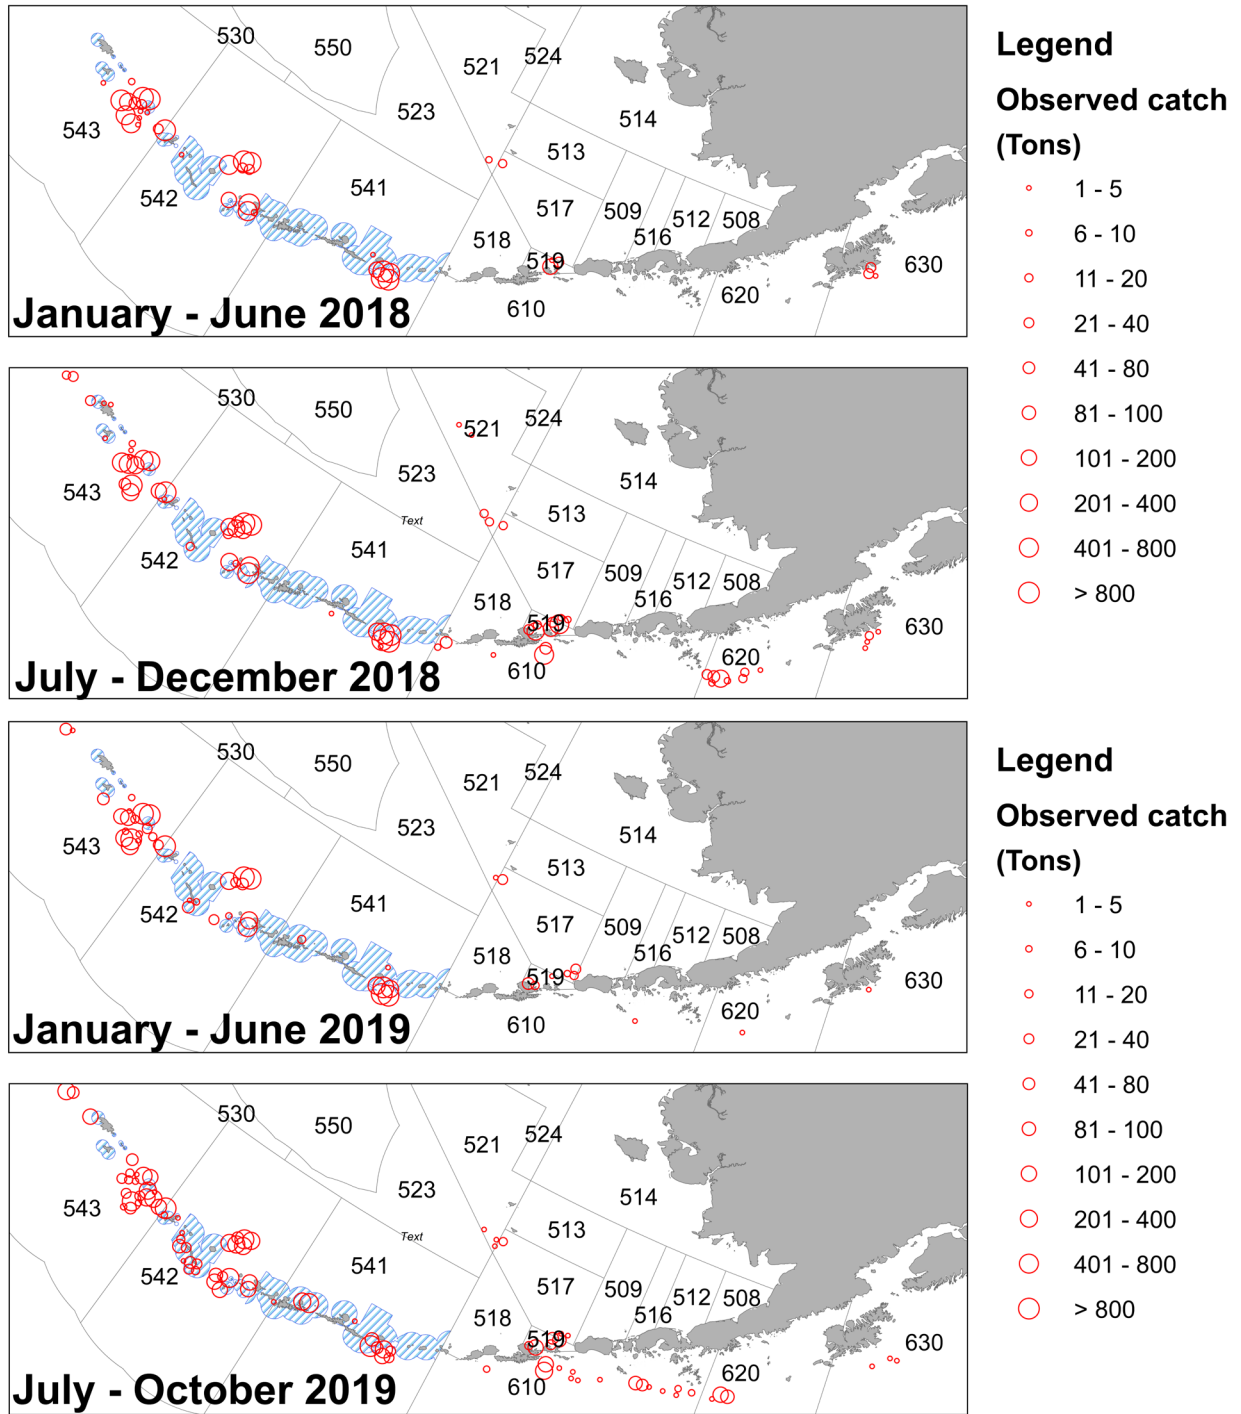 530
550
521
524
523
514
543
513
542
541
517
509
512
508
516
518
519
630
620
610
January - June 2018
Legend
Observed catch
(Tons)
1 - 5
6 - 10
11 - 20
21 - 40
41 - 80
81 - 100
101 - 200
201 - 400
401 - 800
> 800
530
550
521
524
523
514
543
513
Text
542
541
517
509
512
508
516
518
519
630
620
610
July - December 2018
530
550
521
524
523
514
543
513
542
541
517
509
512
508
516
518
519
630
620
610
January - June 2019
Legend
Observed catch
(Tons)
1 - 5
6 - 10
11 - 20
21 - 40
41 - 80
81 - 100
101 - 200
201 - 400
401 - 800
> 800
530
550
521
524
523
514
543
513
Text
542
541
517
509
512
508
516
518
519
630
620
610
July - October 2019